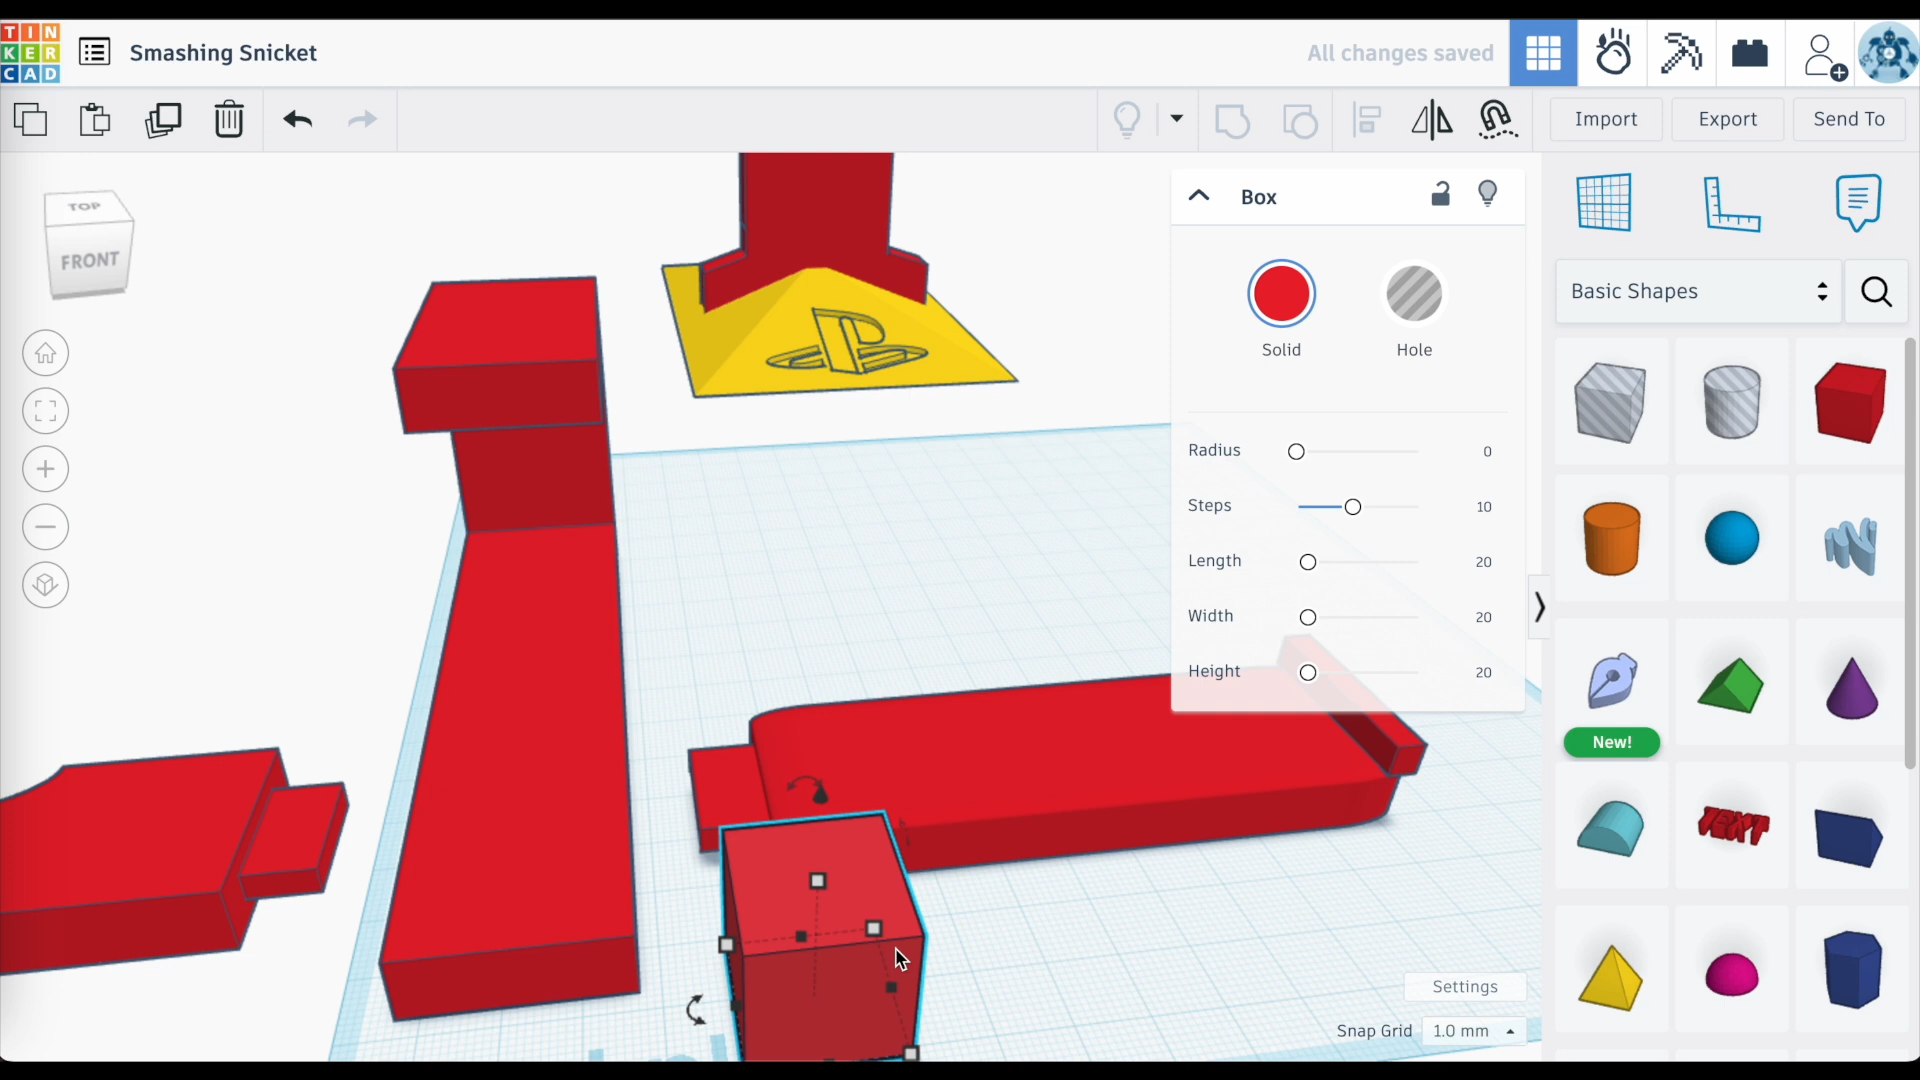 TIN
KER
CAD
Smashing Snicket
All changes saved
Import
Export
Send To
TOP
FRONT
Box
Solid
Hole
Radius
0
Steps
10
Length
20
Width
20
Height
20
Basic Shapes
New!
TEXT
Settings
Snap Grid
1.0 mm